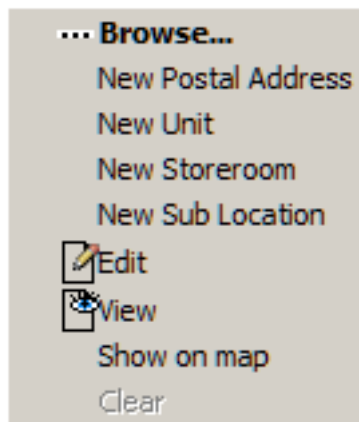 Browse...
New Postal Address
New Unit
New Storeroom
New Sub Location
Edit
View
Show on map
Clear